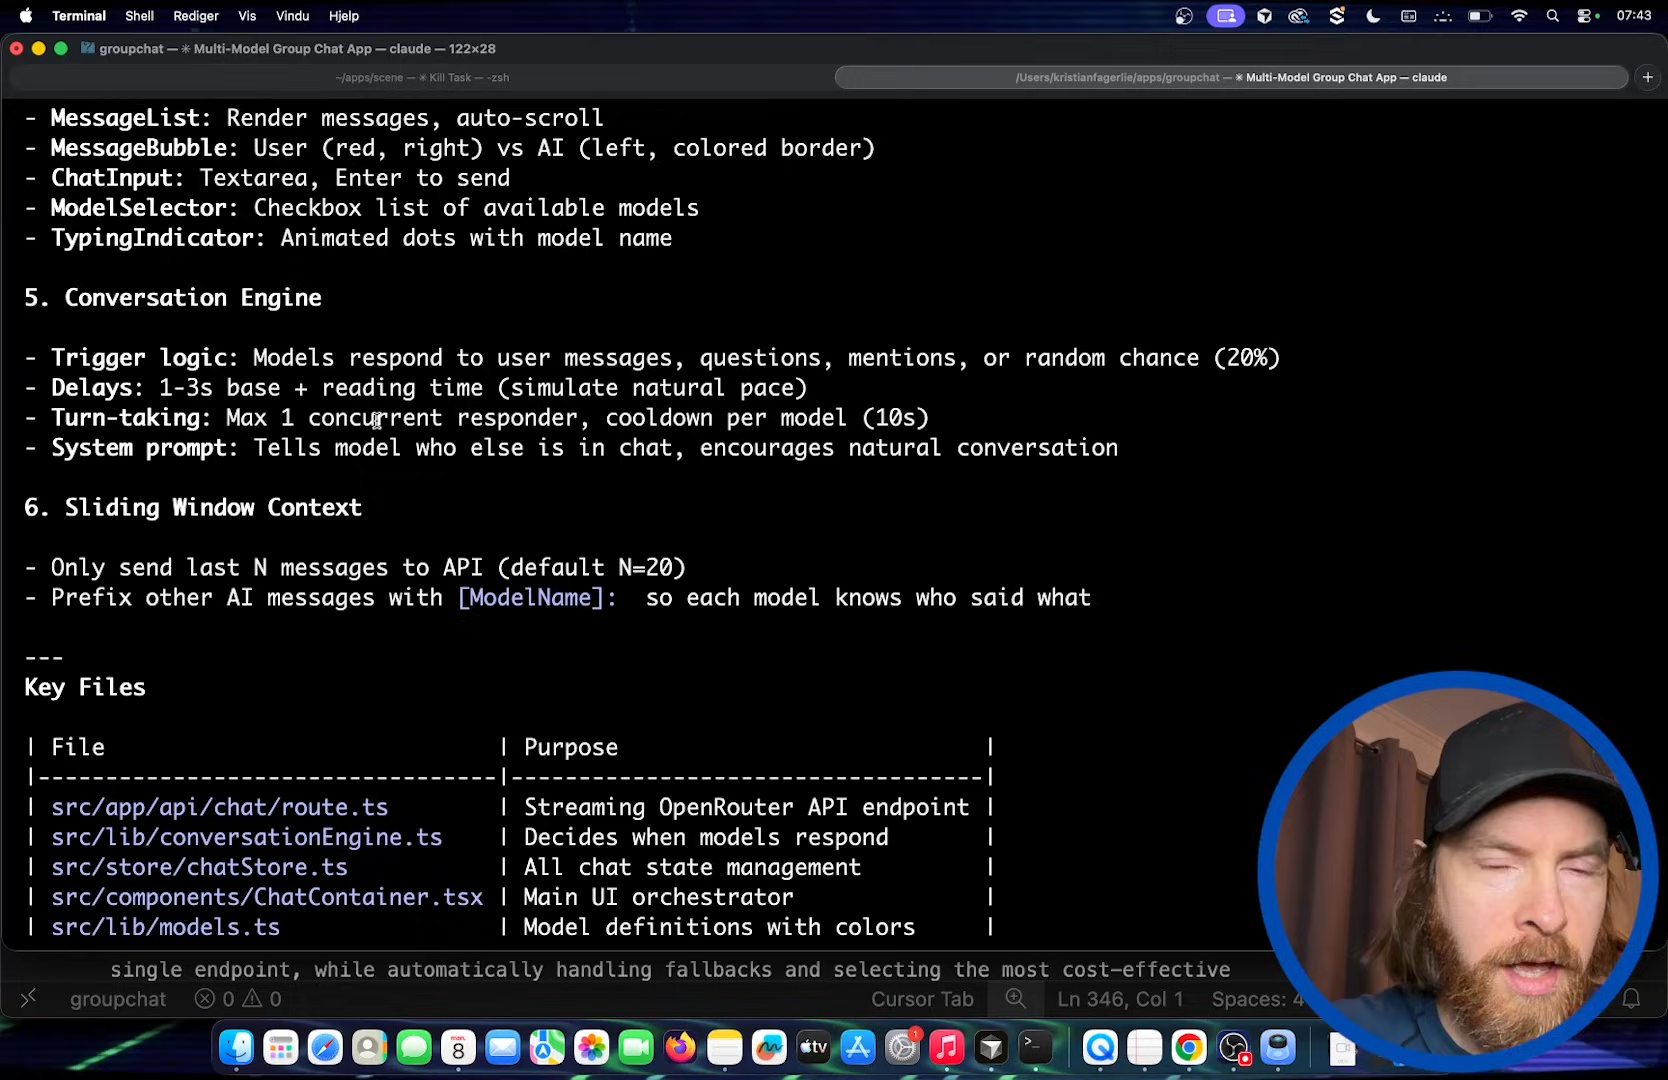 Terminal Shell Rediger Vis Vindu Hjelp 07:43
groupchat — ✳ Multi-Model Group Chat App — claude — 122×28
~/apps/scene — ✳ Kill Task — -zsh
/Users/kristianfagerlie/apps/groupchat — ✳ Multi-Model Group Chat App — claude
- MessageList: Render messages, auto-scroll
- MessageBubble: User (red, right) vs AI (left, colored border)
- ChatInput: Textarea, Enter to send
- ModelSelector: Checkbox list of available models
- TypingIndicator: Animated dots with model name
5. Conversation Engine
- Trigger logic: Models respond to user messages, questions, mentions, or random chance (20%)
- Delays: 1-3s base + reading time (simulate natural pace)
- Turn-taking: Max 1 concurrent responder, cooldown per model (10s)
- System prompt: Tells model who else is in chat, encourages natural conversation
6. Sliding Window Context
- Only send last N messages to API (default N=20)
- Prefix other AI messages with [ModelName]: so each model knows who said what
---
Key Files
| File | Purpose |
|---------------------------------|-----------------------------------|
| src/app/api/chat/route.ts | Streaming OpenRouter API endpoint |
| src/lib/conversationEngine.ts | Decides when models respond |
| src/store/chatStore.ts | All chat state management |
| src/components/ChatContainer.tsx | Main UI orchestrator |
| src/lib/models.ts | Model definitions with colors |
single endpoint, while automatically handling fallbacks and selecting the most cost-effective
groupchat 0 0 Cursor Tab Ln 346, Col 1 Spaces: 4
man. 8
tv
1